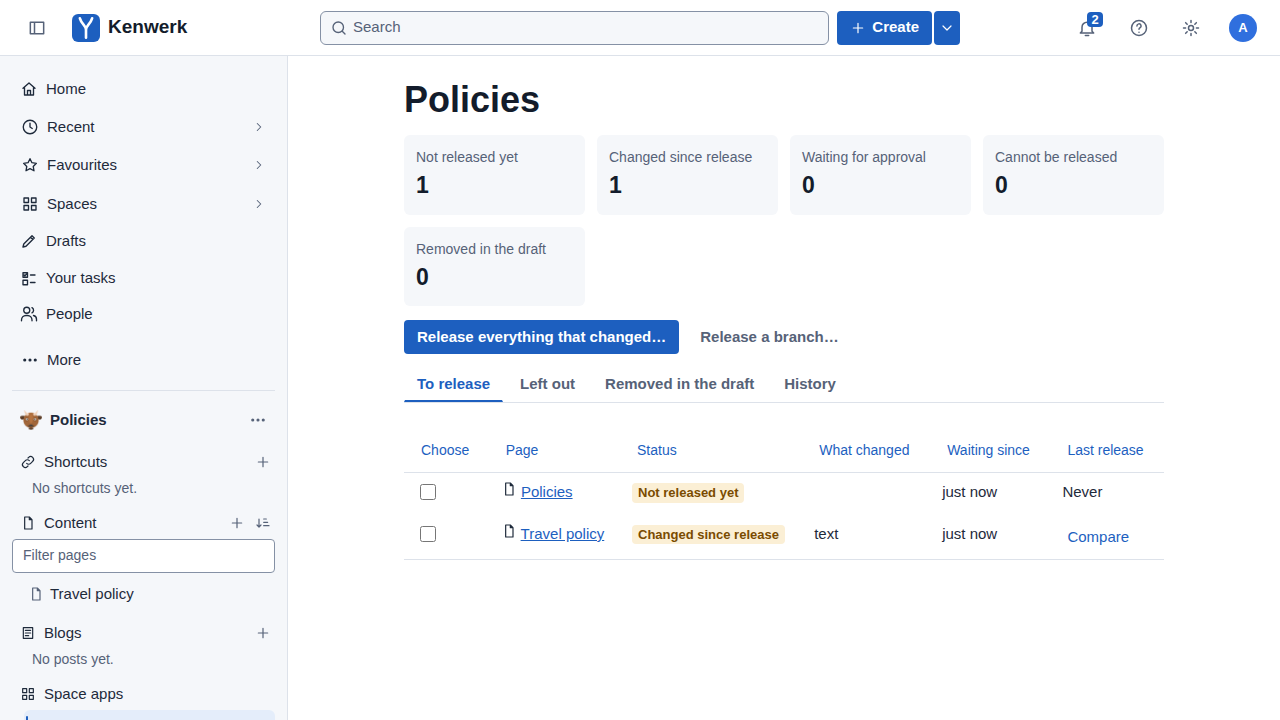 Kenwerk
Search
Create
2
A
Home
Recent
Favourites
Spaces
Drafts
Your tasks
People
More
Policies
Shortcuts
No shortcuts yet.
Content
Filter pages
Travel policy
Blogs
No posts yet.
Space apps
Policies
Not released yet
1
Changed since release
1
Waiting for approval
0
Cannot be released
0
Removed in the draft
0
Release everything that changed… Release a branch…
To release Left out Removed in the draft History
Choose Page Status What changed Waiting since Last release
Policies Not released yet just now Never
Travel policy Changed since release text just now Compare